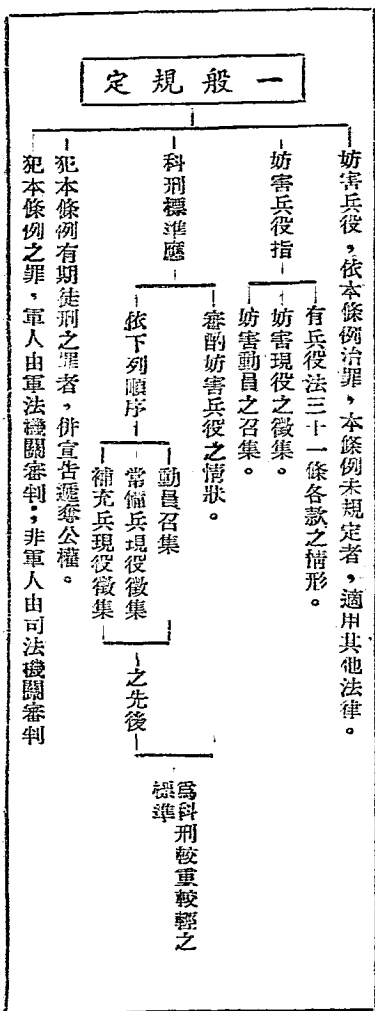 一般規定
妨害兵役，依本條例治罪，本條例未規定者，適用其他法律。
妨害兵役指
有兵役法三十一條各款之情形。
妨害現役之徵集。
妨害動員之召集。
科刑標準應
審酌妨害兵役之情狀。
依下列順序
動員召集
常備兵現役徵集
補充兵現役徵集
之先後
爲科刑較重較輕之
標準
犯本條例有期徒刑之罪者，併宣告遞奪公權。
犯本條例之罪，軍人由軍法機關審判；非軍人由司法機關審判